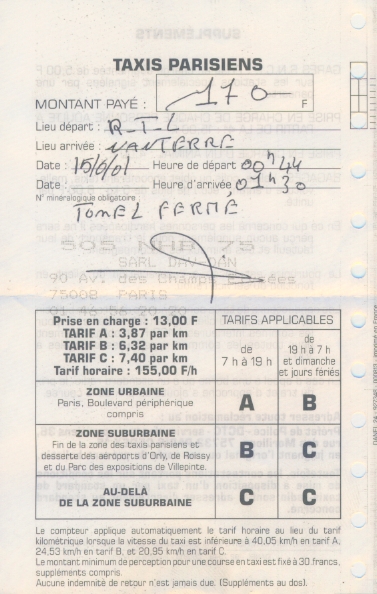 TAXIS PARISIENS
MONTANT PAYÉ : 170 F
Lieu départ : R.T.L
Lieu arrivée : NANTERRE
Date : 15/6/01 Heure de départ 00h44
Date : Heure d'arrivée 01h30
N° minéralogique obligatoire
TONEL FERMÉ
505 NHB 75
SARL DAV-DAN
90 Av. des Champs Elysées
75008 PARIS
Prise en charge : 13,00 F
TARIF A : 3,87 par km
TARIF B : 6,32 par km
TARIF C : 7,40 par km
Tarif horaire : 155,00 F/h
TARIFS APPLICABLES
de
7 h à 19 h
de
19 h à 7 h
et dimanche
et jours fériés
ZONE URBAINE
Paris, Boulevard périphérique
compris
A B
ZONE SUBURBAINE
Fin de la zone des taxis parisiens et
desserte des aéroports d'Orly, de Roissy
et du Parc des expositions de Villepinte.
B C
AU-DELÀ
DE LA ZONE SUBURBAINE
C C
Le compteur applique automatiquement le tarif horaire au lieu du tarif
kilométrique lorsque la vitesse du taxi est inférieure à 40,05 km/h en tarif A,
24,53 km/h en tarif B, et 20,95 km/h en tarif C.
Le montant minimum de perception pour une course en taxi est fixé à 30 francs,
suppléments compris.
Aucune indemnité de retour n'est jamais due. (Suppléments au dos).